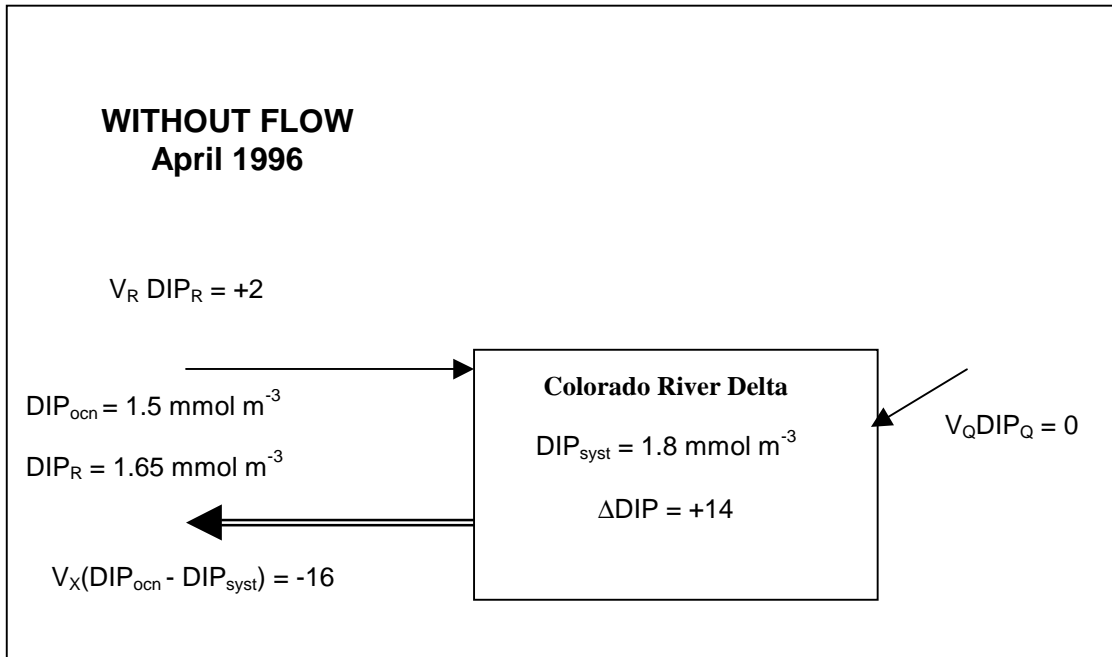 WITHOUT FLOW
April 1996
V_R DIP_R = +2
DIP_ocn = 1.5 mmol m^-3
DIP_R = 1.65 mmol m^-3
V_X(DIP_ocn - DIP_syst) = -16
Colorado River Delta
DIP_syst = 1.8 mmol m^-3
ΔDIP = +14
V_QDIP_Q = 0